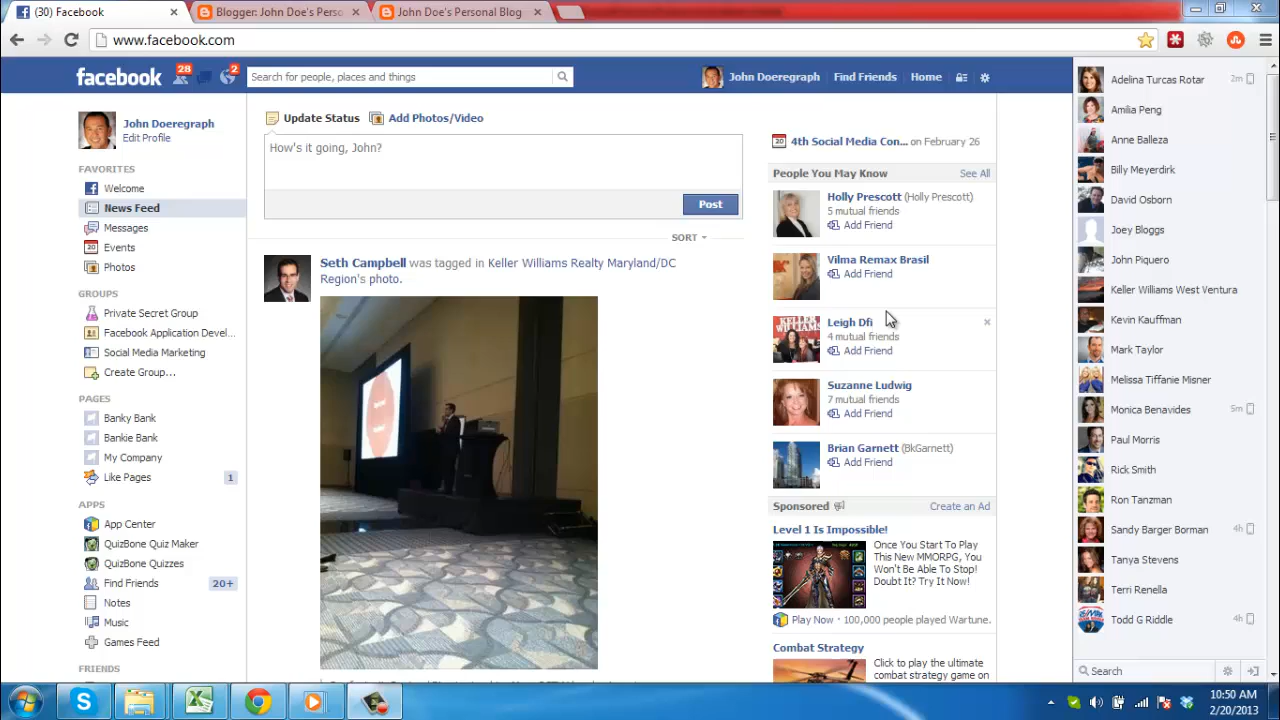 (30) Facebook
Blogger: John Doe's Perso
John Doe's Personal Blog
www.facebook.com
facebook
28
2
Search for people, places and things
John Doeregraph
Find Friends
Home
John Doeregraph
Edit Profile
FAVORITES
Welcome
News Feed
Messages
Events
Photos
GROUPS
Private Secret Group
Facebook Application Devel...
Social Media Marketing
Create Group...
PAGES
Banky Bank
Bankie Bank
My Company
Like Pages 1
APPS
App Center
QuizBone Quiz Maker
QuizBone Quizzes
Find Friends 20+
Notes
Music
Games Feed
FRIENDS
Update Status
Add Photos/Video
How's it going, John?
Post
SORT
Seth Campbell was tagged in Keller Williams Realty Maryland/DC
Region's photo.
20 4th Social Media Con... on February 26
People You May Know See All
Holly Prescott (Holly Prescott)
5 mutual friends
Add Friend
Vilma Remax Brasil
Add Friend
KELLER
WILLIAMS
Leigh Dfi
4 mutual friends
Add Friend
Suzanne Ludwig
7 mutual friends
Add Friend
Brian Garnett (BkGarnett)
Add Friend
Sponsored Create an Ad
Level 1 Is Impossible!
Once You Start To Play
This New MMORPG, You
Won't Be Able To Stop!
Doubt It? Try It Now!
Play Now · 100,000 people played Wartune.
Combat Strategy
Click to play the ultimate
combat strategy game on
Adelina Turcas Rotar 2m
Amilia Peng
Anne Balleza
Billy Meyerdirk
David Osborn
Joey Bloggs
John Piquero
Keller Williams West Ventura
Kevin Kauffman
Mark Taylor
Melissa Tiffanie Misner
Monica Benavides 5m
Paul Morris
Rick Smith
Ron Tanzman
Sandy Barger Borman 4h
Tanya Stevens
Terri Renella
Todd G Riddle 4h
Search
10:50 AM
2/20/2013